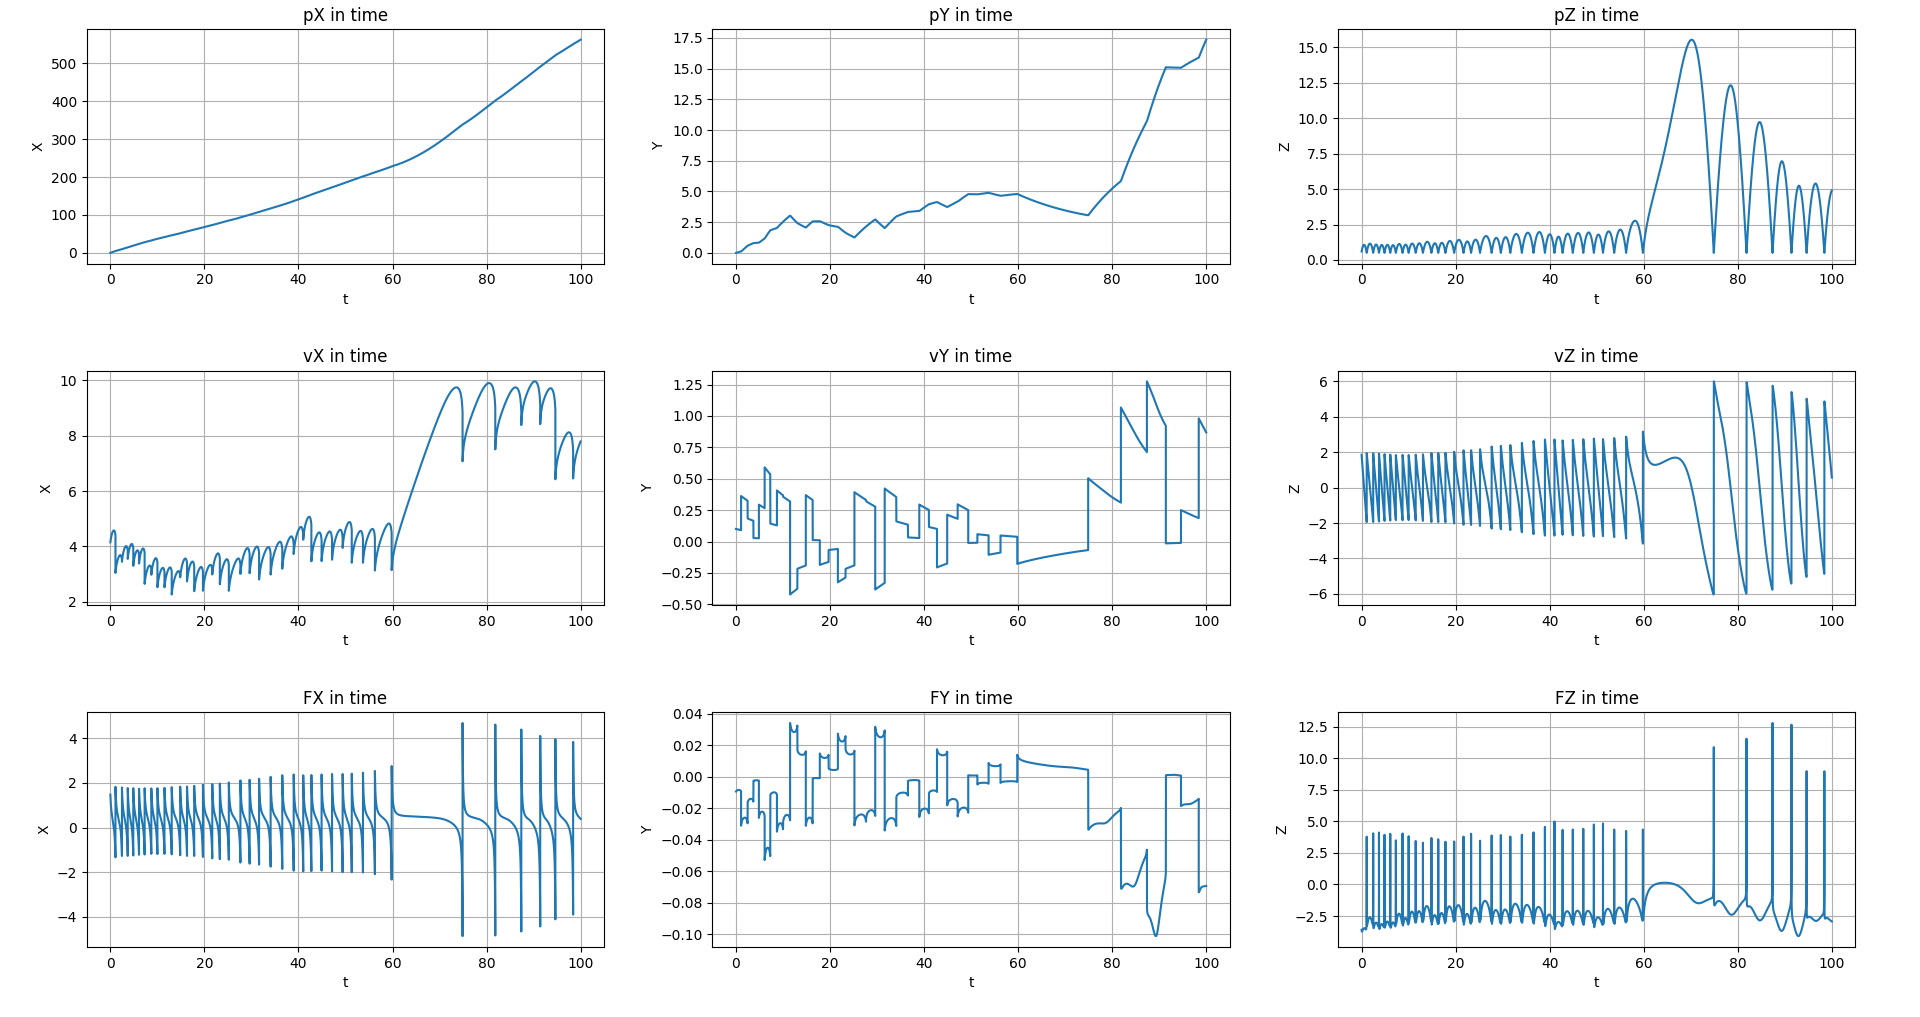 pX in time
pY in time
pZ in time
500
400
300
200
100
0
X
0 20 40 60 80 100
t
17.5
15.0
12.5
10.0
7.5
5.0
2.5
0.0
Y
0 20 40 60 80 100
t
15.0
12.5
10.0
7.5
5.0
2.5
0.0
Z
0 20 40 60 80 100
t
vX in time
vY in time
vZ in time
10
8
6
4
2
X
0 20 40 60 80 100
t
1.25
1.00
0.75
0.50
0.25
0.00
−0.25
−0.50
Y
0 20 40 60 80 100
t
6
4
2
0
−2
−4
−6
Z
0 20 40 60 80 100
t
FX in time
FY in time
FZ in time
4
2
0
−2
−4
X
0 20 40 60 80 100
t
0.04
0.02
0.00
−0.02
−0.04
−0.06
−0.08
−0.10
Y
0 20 40 60 80 100
t
12.5
10.0
7.5
5.0
2.5
0.0
−2.5
Z
0 20 40 60 80 100
t